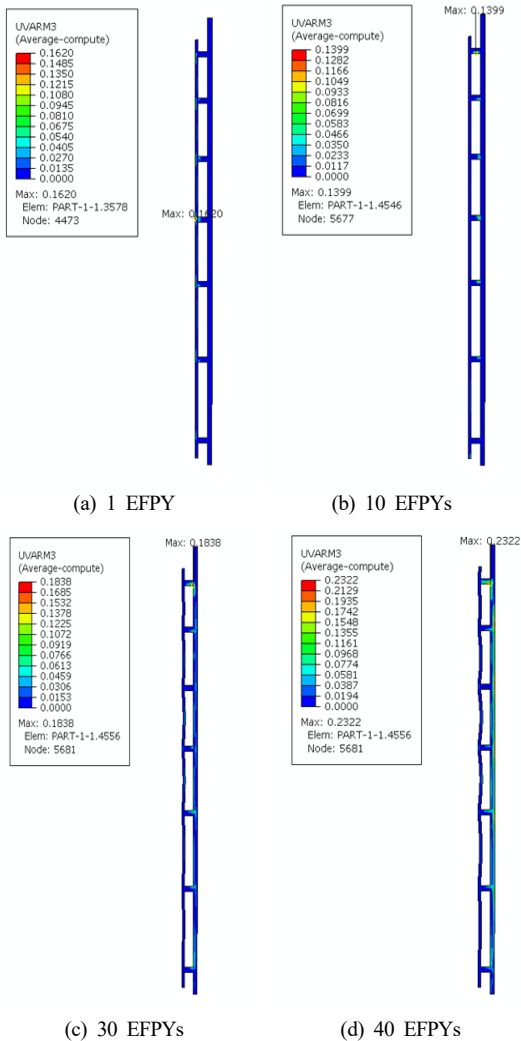 UVARM3
(Average-compute)
0.1620
0.1485
0.1350
0.1215
0.1080
0.0945
0.0810
0.0675
0.0540
0.0405
0.0270
0.0135
0.0000
Max: 0.1620
Elem: PART-1-1.3578
Node: 4473
Max: 0.1620
(a) 1 EFPY
Max: 0.1399
UVARM3
(Average-compute)
0.1399
0.1282
0.1166
0.1049
0.0933
0.0816
0.0699
0.0583
0.0466
0.0350
0.0233
0.0117
0.0000
Max: 0.1399
Elem: PART-1-1.4546
Node: 5677
(b) 10 EFPYs
Max: 0.1838
UVARM3
(Average-compute)
0.1838
0.1685
0.1532
0.1378
0.1225
0.1072
0.0919
0.0766
0.0613
0.0459
0.0306
0.0153
0.0000
Max: 0.1838
Elem: PART-1-1.4556
Node: 5681
(c) 30 EFPYs
Max: 0.2322
UVARM3
(Average-compute)
0.2322
0.2129
0.1935
0.1742
0.1548
0.1355
0.1161
0.0968
0.0774
0.0581
0.0387
0.0194
0.0000
Max: 0.2322
Elem: PART-1-1.4556
Node: 5681
(d) 40 EFPYs